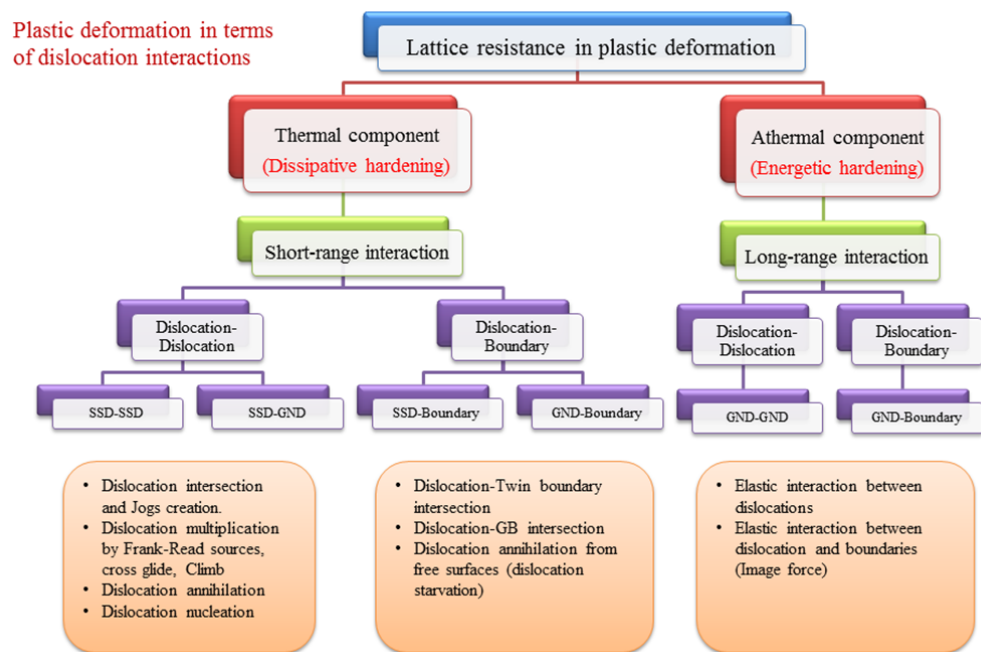 Plastic deformation in terms
of dislocation interactions
Lattice resistance in plastic deformation
Thermal component
(Dissipative hardening)
Athermal component
(Energetic hardening)
Short-range interaction
Long-range interaction
Dislocation-
Dislocation
Dislocation-
Boundary
Dislocation-
Dislocation
Dislocation-
Boundary
SSD-SSD
SSD-GND
SSD-Boundary
GND-Boundary
GND-GND
GND-Boundary
• Dislocation intersection
and Jogs creation.
• Dislocation multiplication
by Frank-Read sources,
cross glide, Climb
• Dislocation annihilation
• Dislocation nucleation
• Dislocation-Twin boundary
intersection
• Dislocation-GB intersection
• Dislocation annihilation from
free surfaces (dislocation
starvation)
• Elastic interaction between
dislocations
• Elastic interaction between
dislocation and boundaries
(Image force)